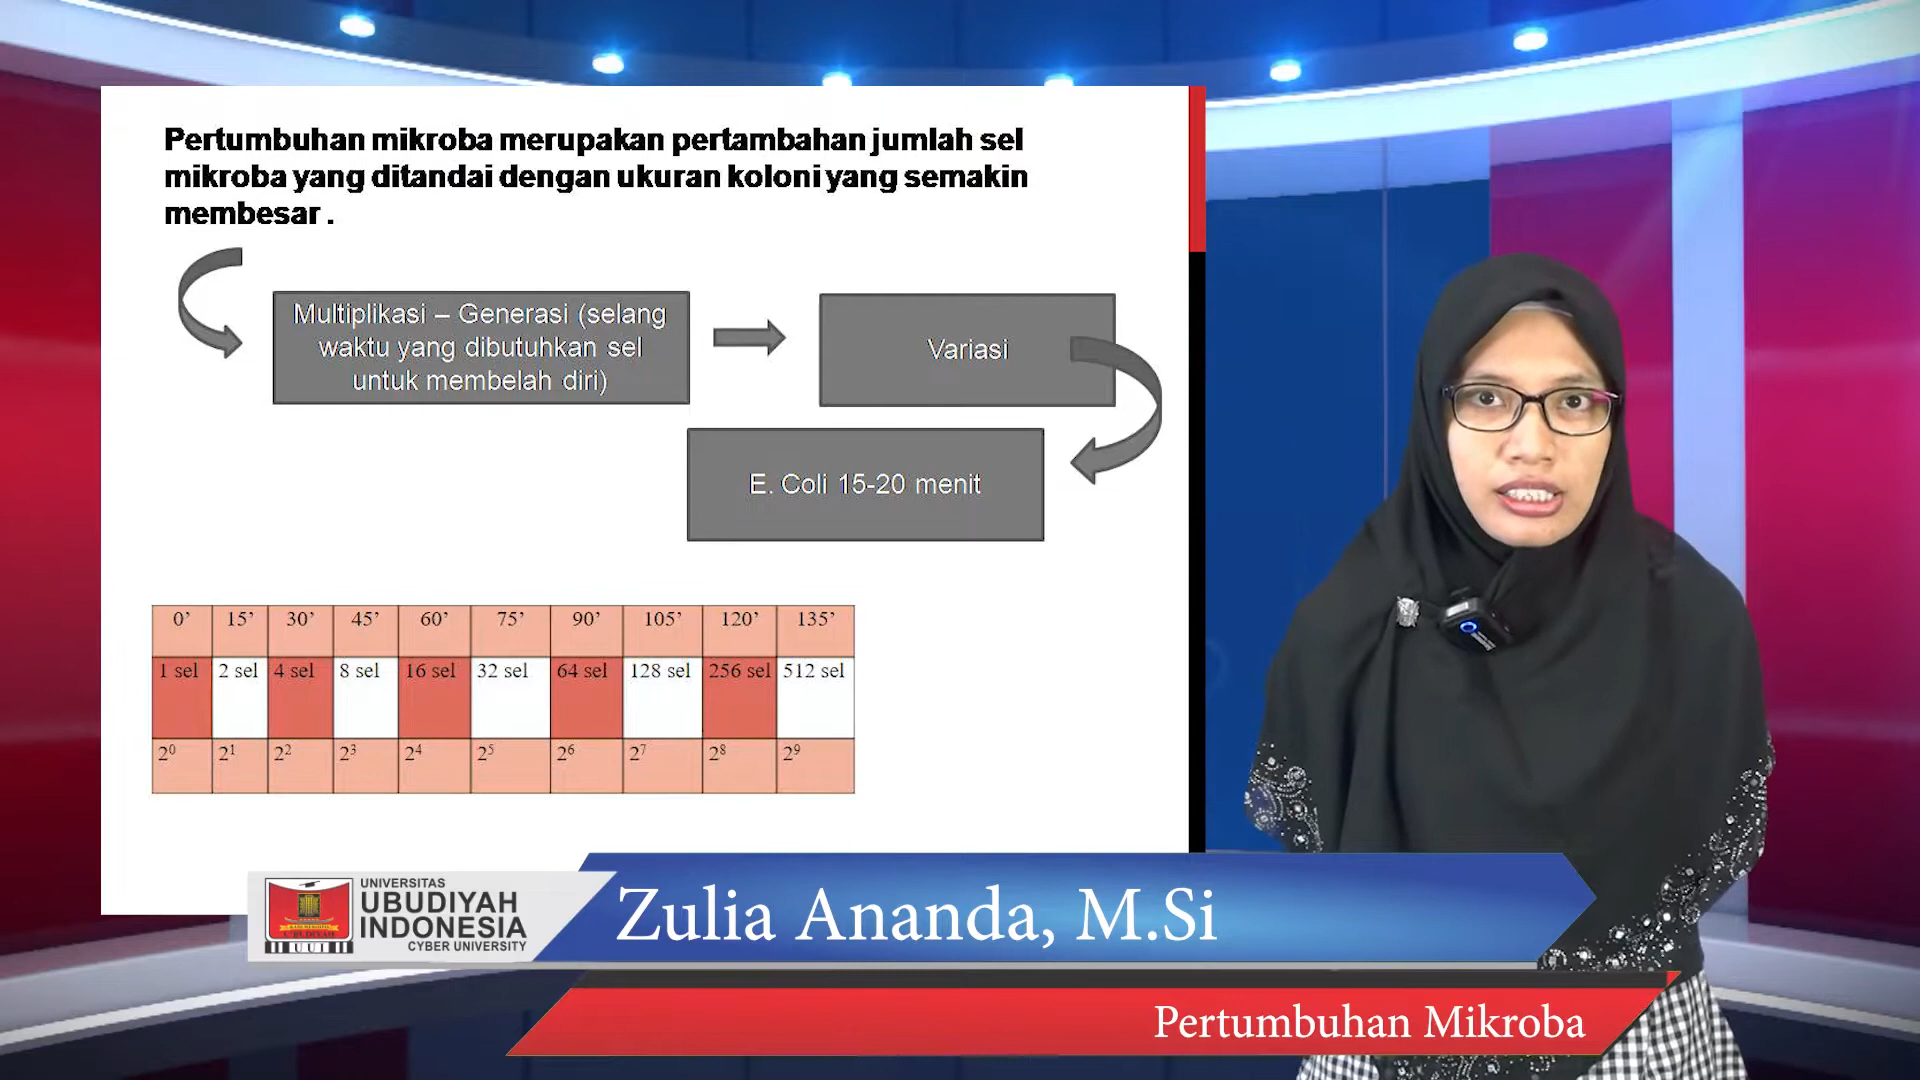 Pertumbuhan mikroba merupakan pertambahan jumlah sel
mikroba yang ditandai dengan ukuran koloni yang semakin
membesar .
Multiplikasi – Generasi (selang
waktu yang dibutuhkan sel
untuk membelah diri)
Variasi
E. Coli 15-20 menit
0’ 15’ 30’ 45’ 60’ 75’ 90’ 105’ 120’ 135’
1 sel 2 sel 4 sel 8 sel 16 sel 32 sel 64 sel 128 sel 256 sel 512 sel
2⁰ 2¹ 2² 2³ 2⁴ 2⁵ 2⁶ 2⁷ 2⁸ 2⁹
UNIVERSITAS
UBUDIYAH
INDONESIA
CYBER UNIVERSITY
Zulia Ananda, M.Si
Pertumbuhan Mikroba